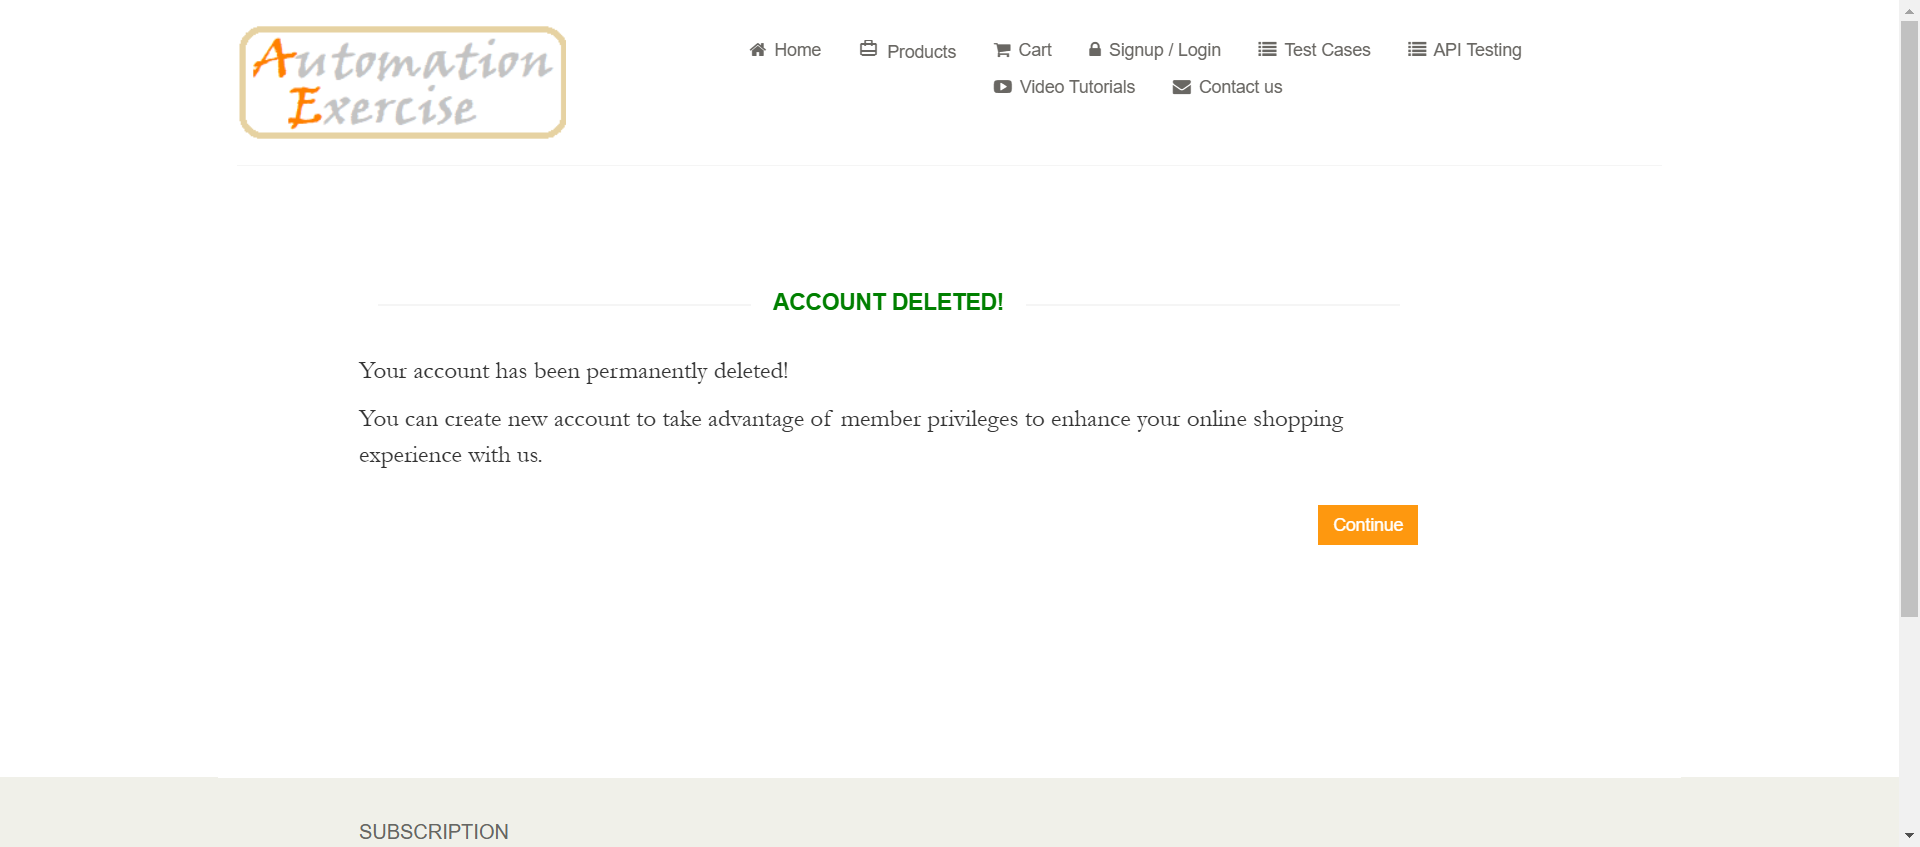 Automation
Exercise
Home
Products
Cart
Signup / Login
Test Cases
API Testing
Video Tutorials
Contact us
ACCOUNT DELETED!
Your account has been permanently deleted!
You can create new account to take advantage of member privileges to enhance your online shopping
experience with us.
Continue
SUBSCRIPTION